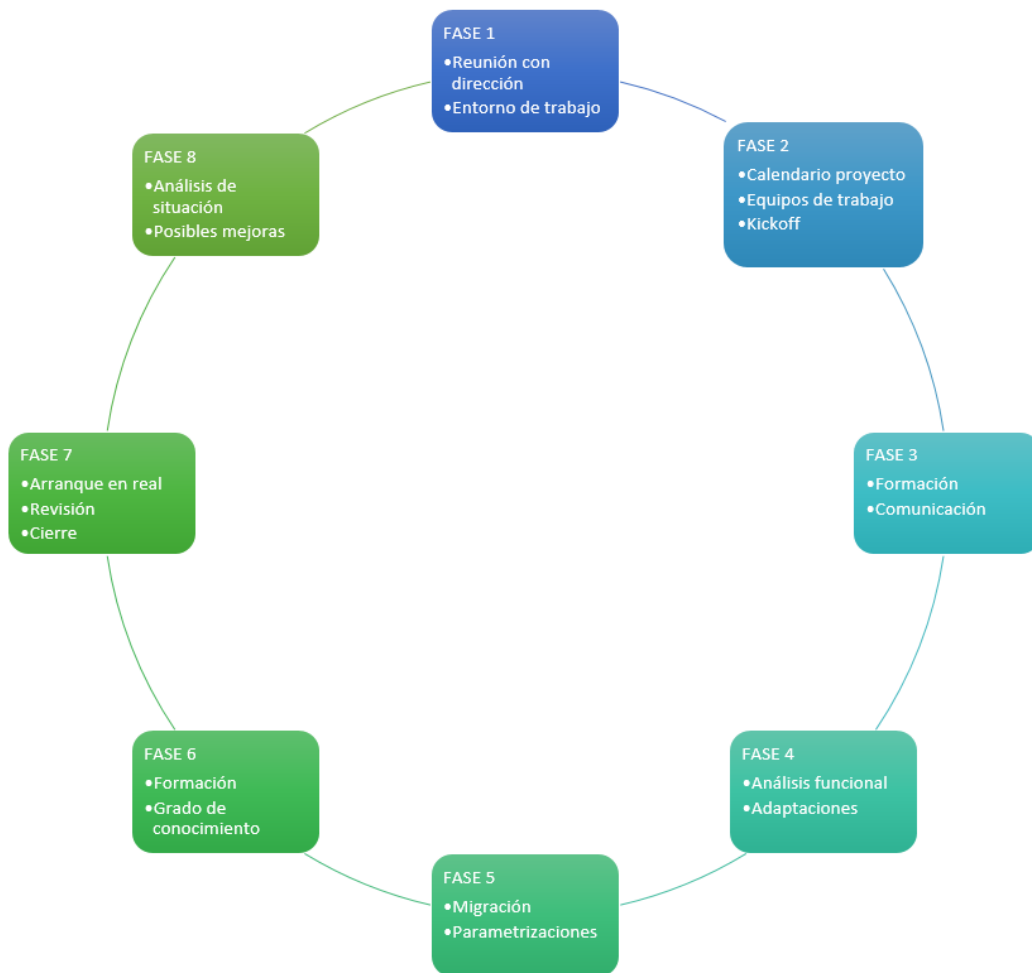 FASE 1
•Reunión con
dirección
•Entorno de trabajo
FASE 2
•Calendario proyecto
•Equipos de trabajo
•Kickoff
FASE 3
•Formación
•Comunicación
FASE 4
•Análisis funcional
•Adaptaciones
FASE 5
•Migración
•Parametrizaciones
FASE 6
•Formación
•Grado de
conocimiento
FASE 7
•Arranque en real
•Revisión
•Cierre
FASE 8
•Análisis de
situación
•Posibles mejoras